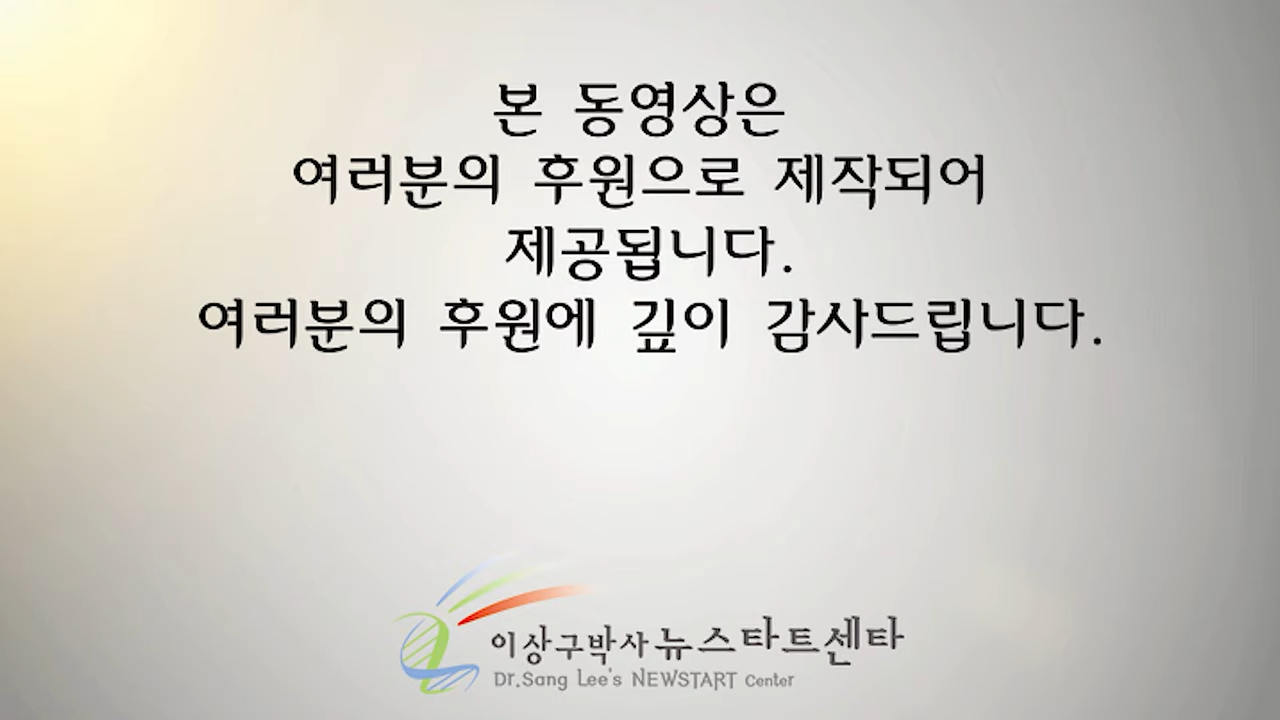 본 동영상은
여러분의 후원으로 제작되어
제공됩니다.
여러분의 후원에 깊이 감사드립니다.
이상구박사 뉴스타트센타
Dr.Sang Lee's NEWSTART Center